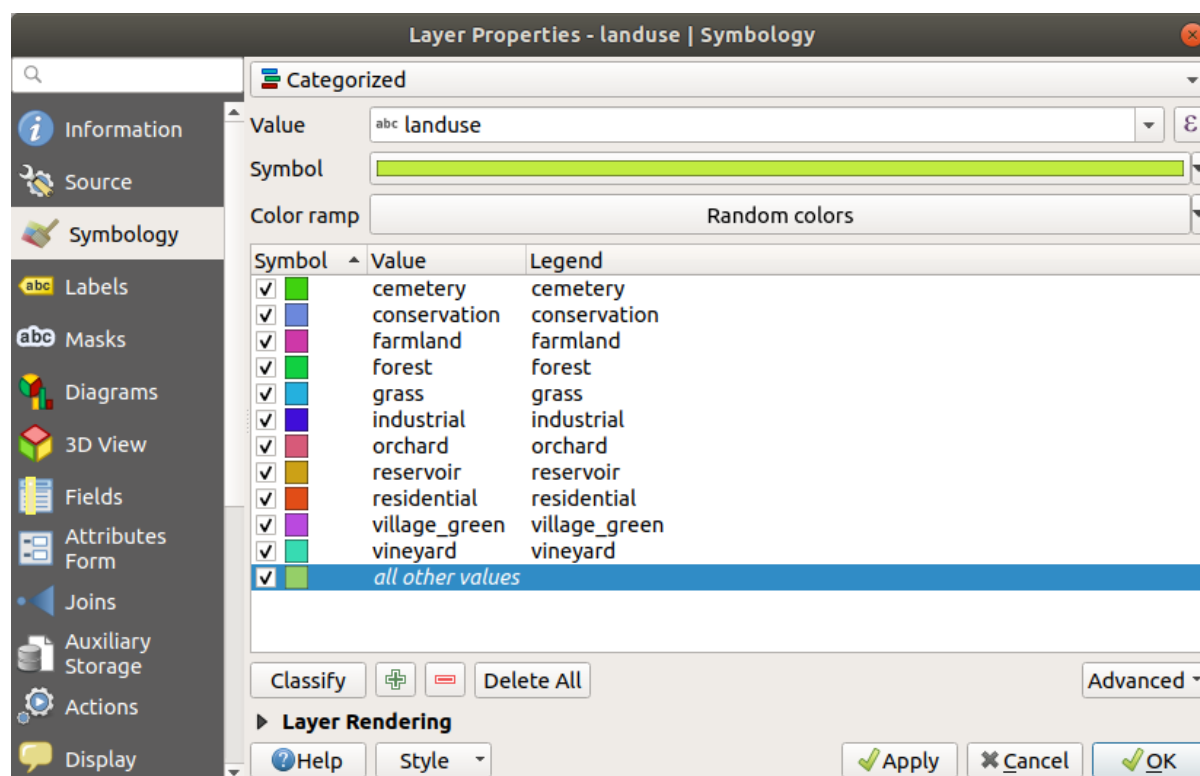 Layer Properties - landuse | Symbology
Categorized
Information
Source
Symbology
Labels
Masks
Diagrams
3D View
Fields
Attributes
Form
Joins
Auxiliary
Storage
Actions
Display
Value abc landuse ε
Symbol
Color ramp Random colors
Symbol Value Legend
cemetery cemetery
conservation conservation
farmland farmland
forest forest
grass grass
industrial industrial
orchard orchard
reservoir reservoir
residential residential
village_green village_green
vineyard vineyard
all other values
Classify Delete All Advanced
Layer Rendering
Help Style Apply Cancel OK
abc
abc